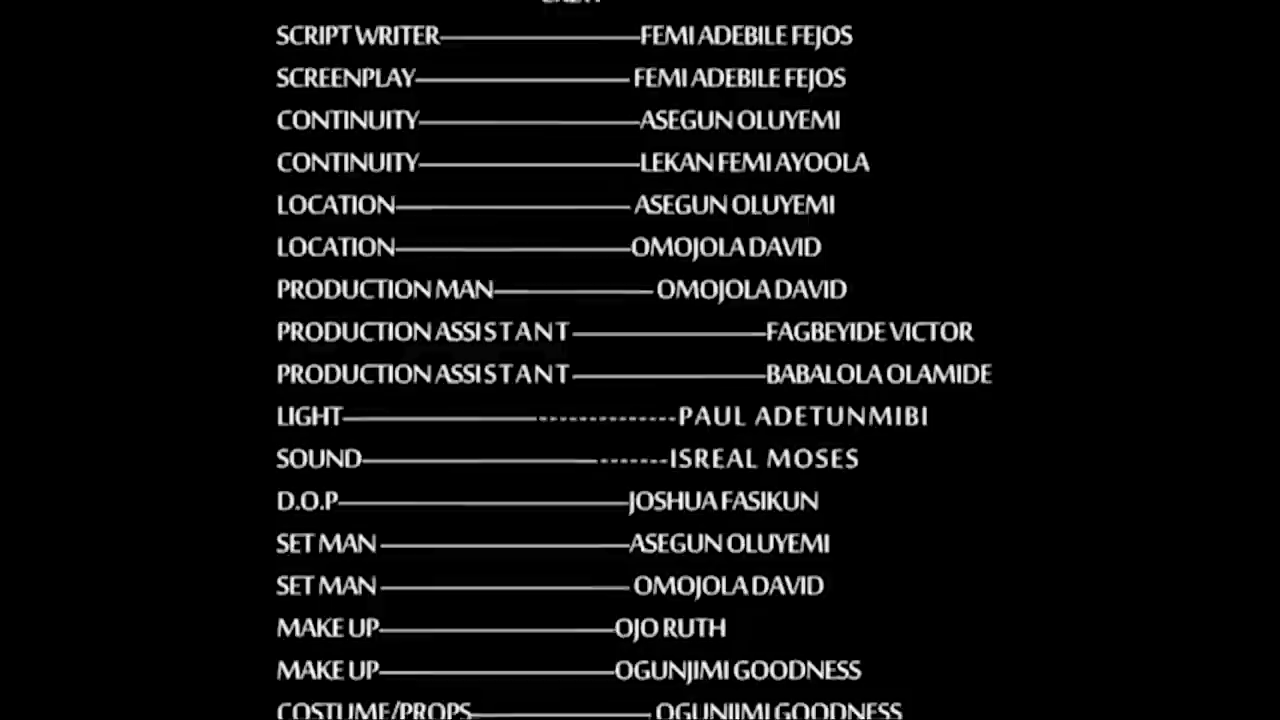 SCRIPT WRITER————————FEMI ADEBILE FEJOS
SCREENPLAY———————— FEMI ADEBILE FEJOS
CONTINUITY————————ASEGUN OLUYEMI
CONTINUITY————————LEKAN FEMI AYOOLA
LOCATION———————— ASEGUN OLUYEMI
LOCATION————————OMOJOLA DAVID
PRODUCTION MAN—————— OMOJOLA DAVID
PRODUCTION ASSISTANT———————FAGBEYIDE VICTOR
PRODUCTION ASSISTANT———————BABALOLA OLAMIDE
LIGHT———————--------------PAUL ADETUNMIBI
SOUND————————-------ISREAL MOSES
D.O.P——————————JOSHUA FASIKUN
SET MAN —————————ASEGUN OLUYEMI
SET MAN ————————— OMOJOLA DAVID
MAKE UP————————OJO RUTH
MAKE UP————————OGUNJIMI GOODNESS
COSTUME/PROPS—————— OGUNJIMI GOODNESS